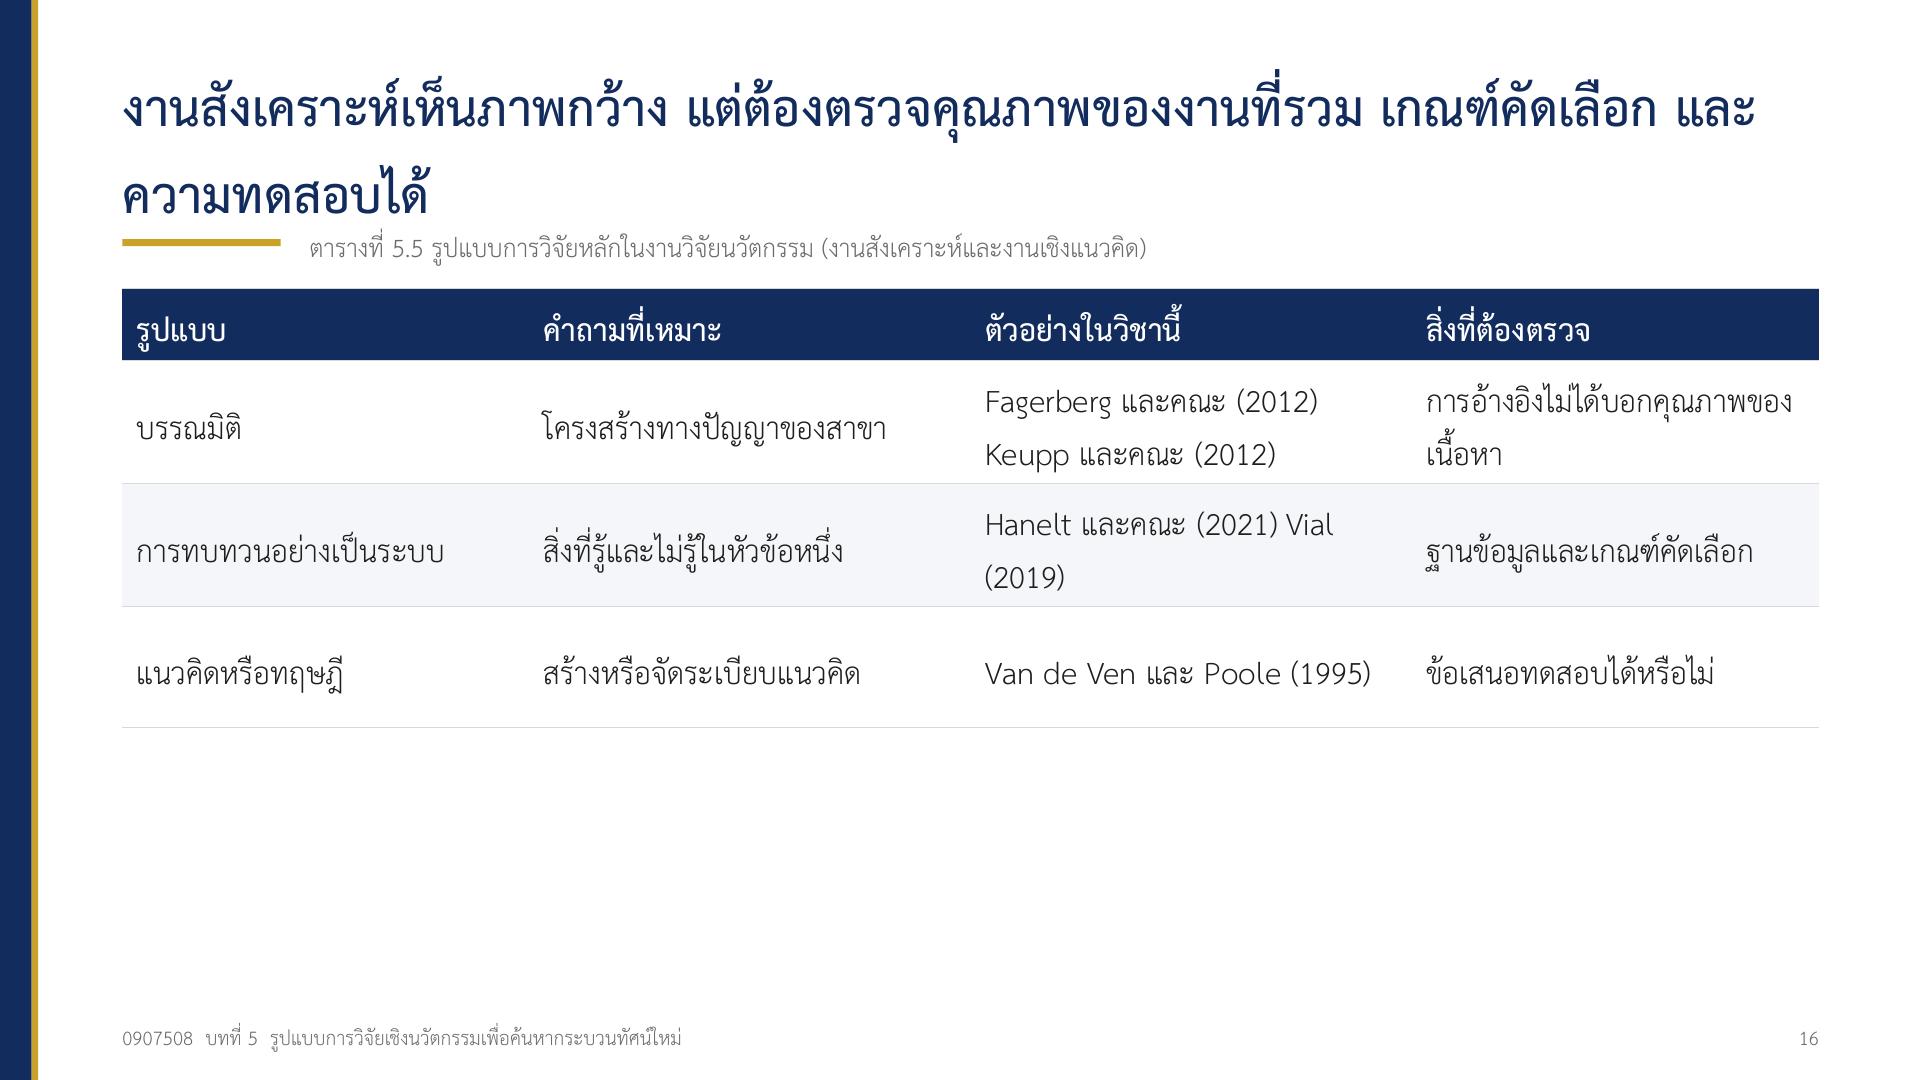 งานสังเคราะห์เห็นภาพกว้าง แต่ต้องตรวจคุณภาพของงานที่รวม เกณฑ์คัดเลือก และ
ความทดสอบได้
ตารางที่ 5.5 รูปแบบการวิจัยหลักในงานวิจัยนวัตกรรม (งานสังเคราะห์และงานเชิงแนวคิด)
รูปแบบ
คำถามที่เหมาะ
ตัวอย่างในวิชานี้
สิ่งที่ต้องตรวจ
บรรณมิติ
โครงสร้างทางปัญญาของสาขา
Fagerberg และคณะ (2012)
Keupp และคณะ (2012)
การอ้างอิงไม่ได้บอกคุณภาพของ
เนื้อหา
การทบทวนอย่างเป็นระบบ
สิ่งที่รู้และไม่รู้ในหัวข้อหนึ่ง
Hanelt และคณะ (2021) Vial
(2019)
ฐานข้อมูลและเกณฑ์คัดเลือก
แนวคิดหรือทฤษฎี
สร้างหรือจัดระเบียบแนวคิด
Van de Ven และ Poole (1995)
ข้อเสนอทดสอบได้หรือไม่
0907508 บทที่ 5 รูปแบบการวิจัยเชิงนวัตกรรมเพื่อค้นหากระบวนทัศน์ใหม่
16